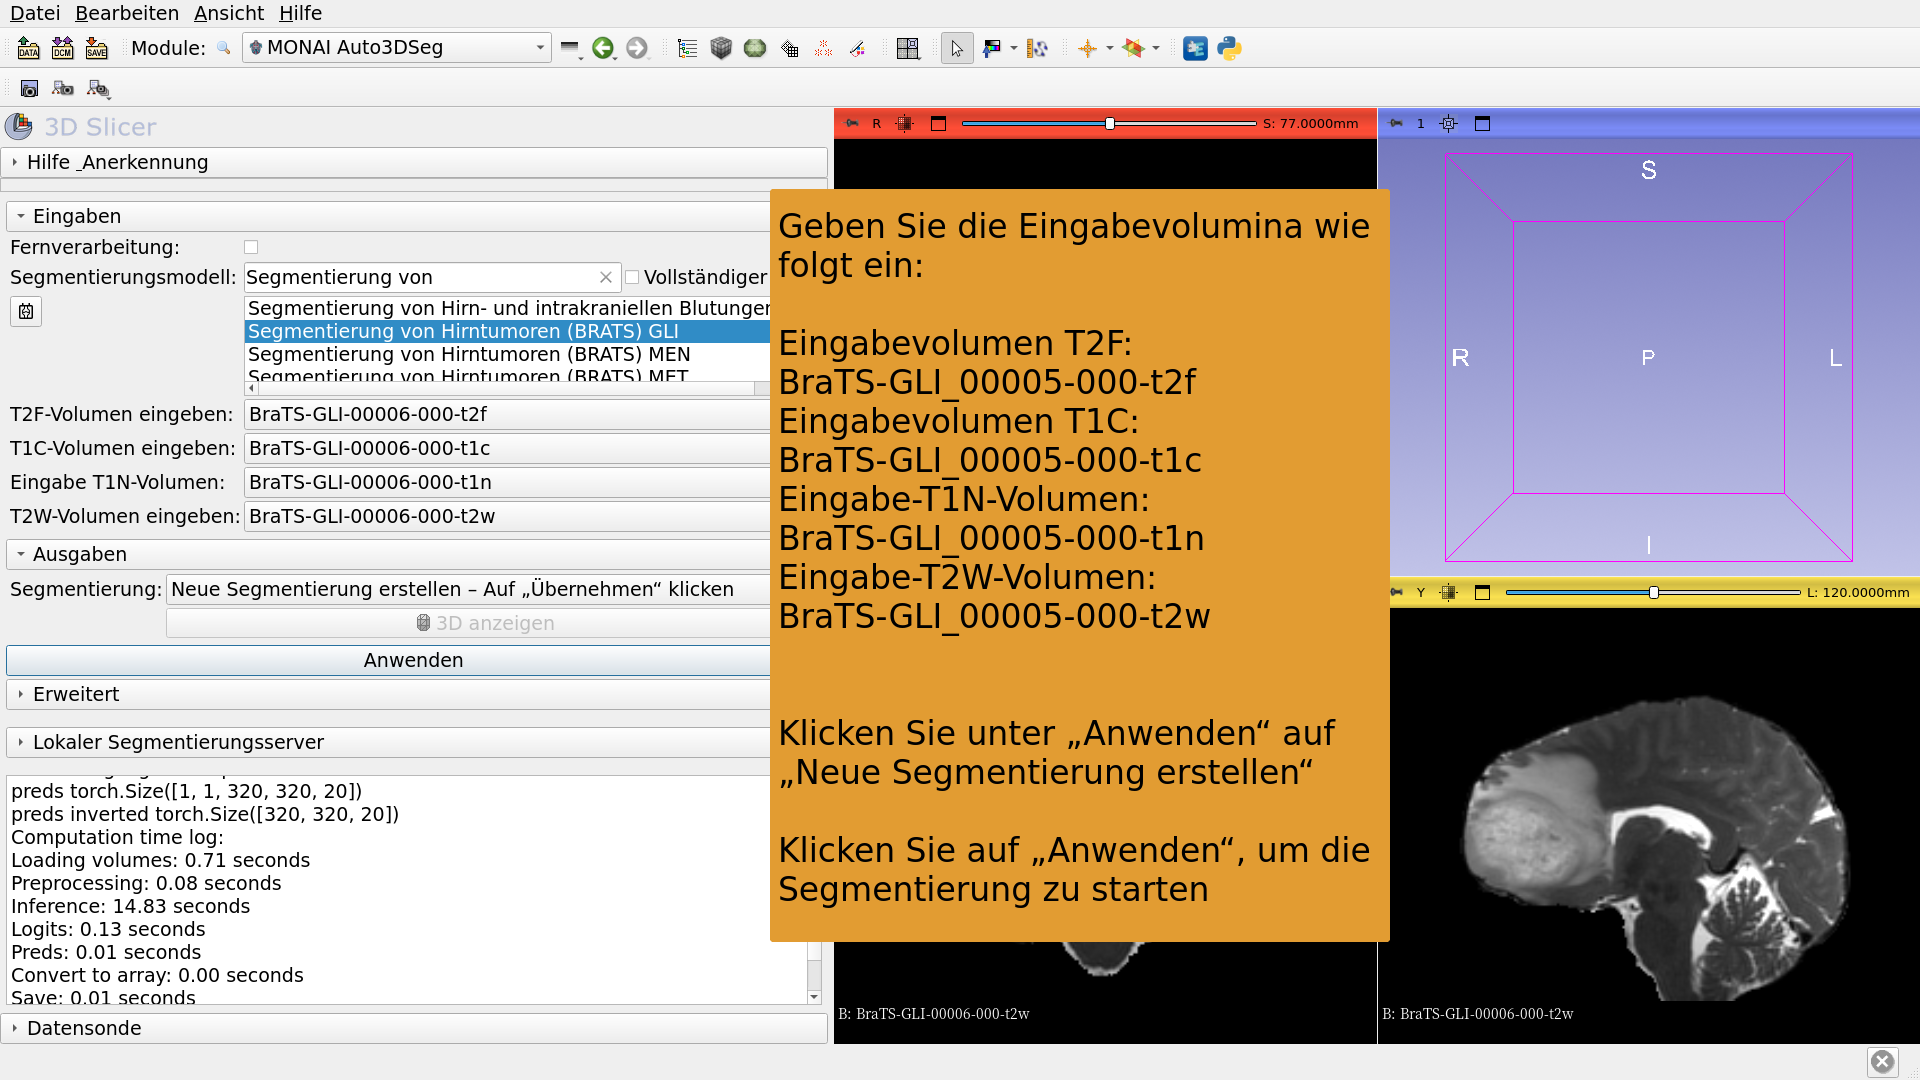 Datei Bearbeiten Ansicht Hilfe
DATA DCM SAVE Module: MONAI Auto3DSeg
3D Slicer
Hilfe _Anerkennung
Eingaben
Fernverarbeitung:
Segmentierungsmodell: Segmentierung von Vollständiger
Segmentierung von Hirn- und intrakraniellen Blutungen
Segmentierung von Hirntumoren (BRATS) GLI
Segmentierung von Hirntumoren (BRATS) MEN
Segmentierung von Hirntumoren (BRATS) MET
T2F-Volumen eingeben: BraTS-GLI-00006-000-t2f
T1C-Volumen eingeben: BraTS-GLI-00006-000-t1c
Eingabe T1N-Volumen: BraTS-GLI-00006-000-t1n
T2W-Volumen eingeben: BraTS-GLI-00006-000-t2w
Ausgaben
Segmentierung: Neue Segmentierung erstellen – Auf „Übernehmen“ klicken
3D anzeigen
Anwenden
Erweitert
Lokaler Segmentierungsserver
preds torch.Size([1, 1, 320, 320, 20])
preds inverted torch.Size([320, 320, 20])
Computation time log:
Loading volumes: 0.71 seconds
Preprocessing: 0.08 seconds
Inference: 14.83 seconds
Logits: 0.13 seconds
Preds: 0.01 seconds
Convert to array: 0.00 seconds
Save: 0.01 seconds
Datensonde
R S: 77.0000mm
Geben Sie die Eingabevolumina wie
folgt ein:
Eingabevolumen T2F:
BraTS-GLI_00005-000-t2f
Eingabevolumen T1C:
BraTS-GLI_00005-000-t1c
Eingabe-T1N-Volumen:
BraTS-GLI_00005-000-t1n
Eingabe-T2W-Volumen:
BraTS-GLI_00005-000-t2w
Klicken Sie unter „Anwenden“ auf
„Neue Segmentierung erstellen“
Klicken Sie auf „Anwenden“, um die
Segmentierung zu starten
B: BraTS-GLI-00006-000-t2w
1
S
R P L
I
Y L: 120.0000mm
B: BraTS-GLI-00006-000-t2w